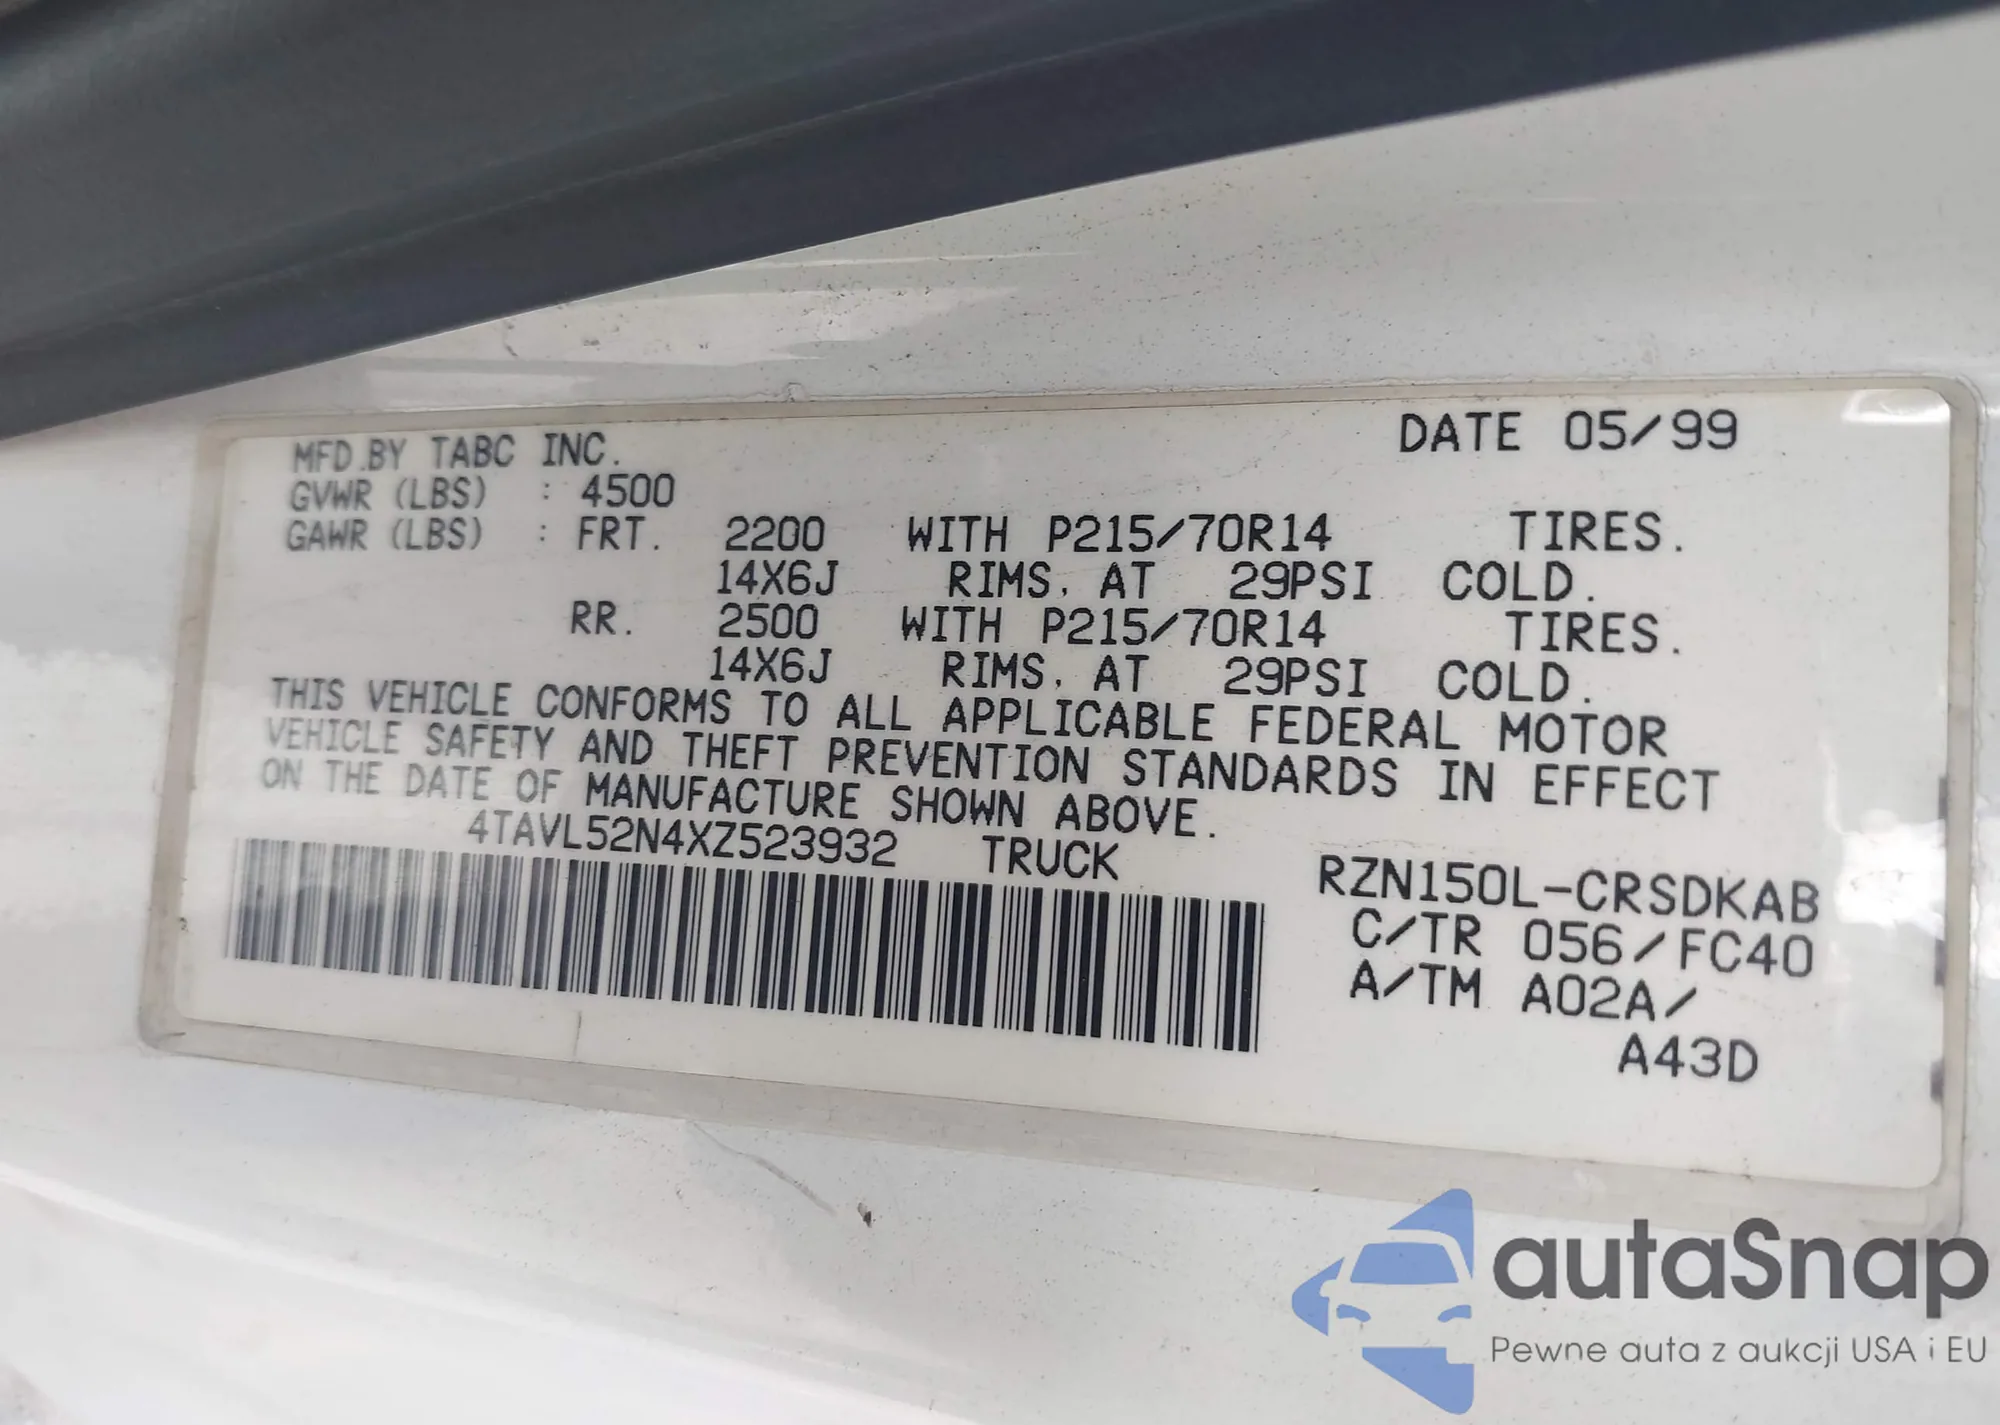 MFD.BY TABC INC. DATE 05/99
GVWR (LBS) : 4500
GAWR (LBS) : FRT. 2200 WITH P215/70R14 TIRES.
14X6J RIMS, AT 29PSI COLD.
RR. 2500 WITH P215/70R14 TIRES.
14X6J RIMS, AT 29PSI COLD.
THIS VEHICLE CONFORMS TO ALL APPLICABLE FEDERAL MOTOR
VEHICLE SAFETY AND THEFT PREVENTION STANDARDS IN EFFECT
ON THE DATE OF MANUFACTURE SHOWN ABOVE.
4TAVL52N4XZ523932 TRUCK
RZN150L-CRSDKAB
C/TR 056/FC40
A/TM A02A/
A43D
autaSnap
Pewne auta z aukcji USA i EU